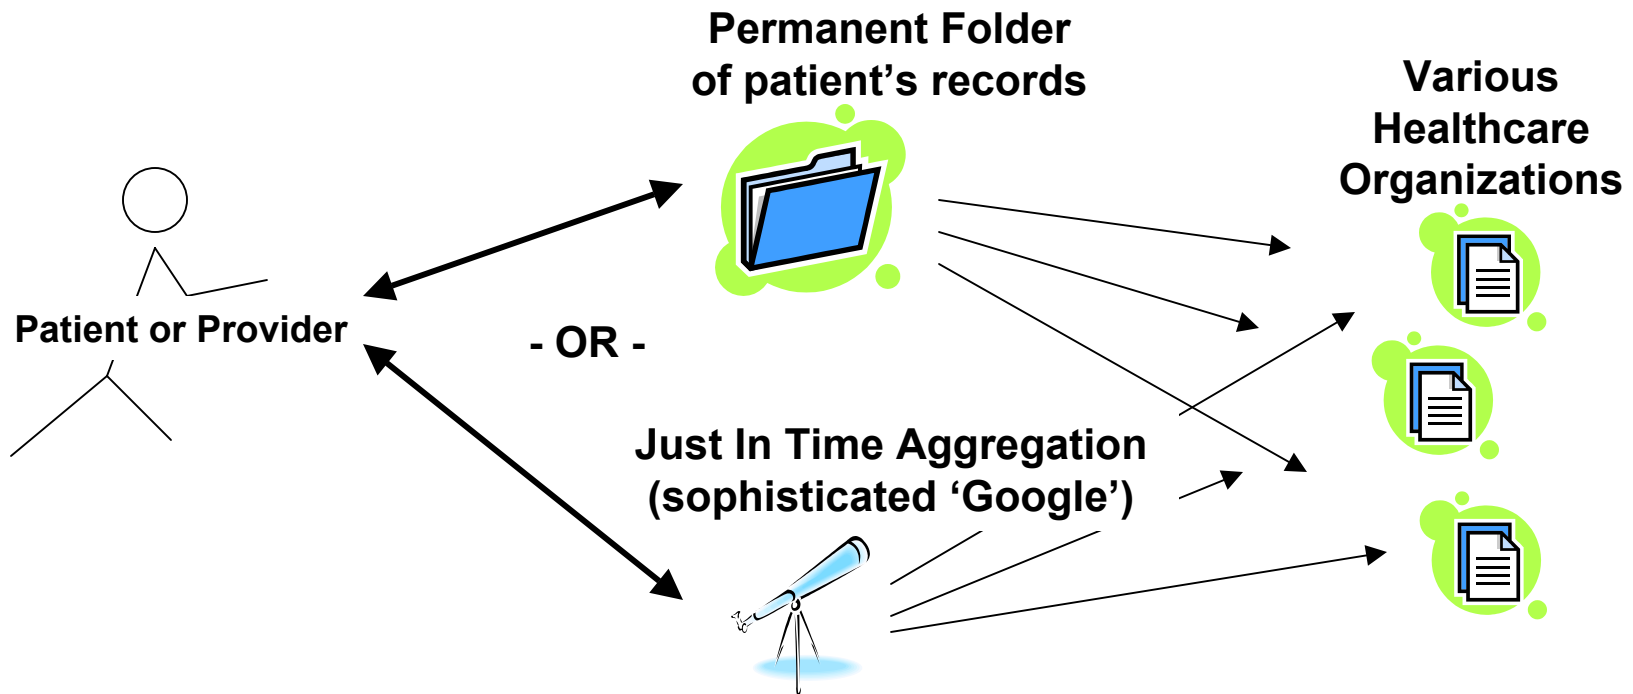 Permanent Folder
of patient’s records
Various
Healthcare
Organizations
Patient or Provider
- OR -
Just In Time Aggregation
(sophisticated ‘Google’)